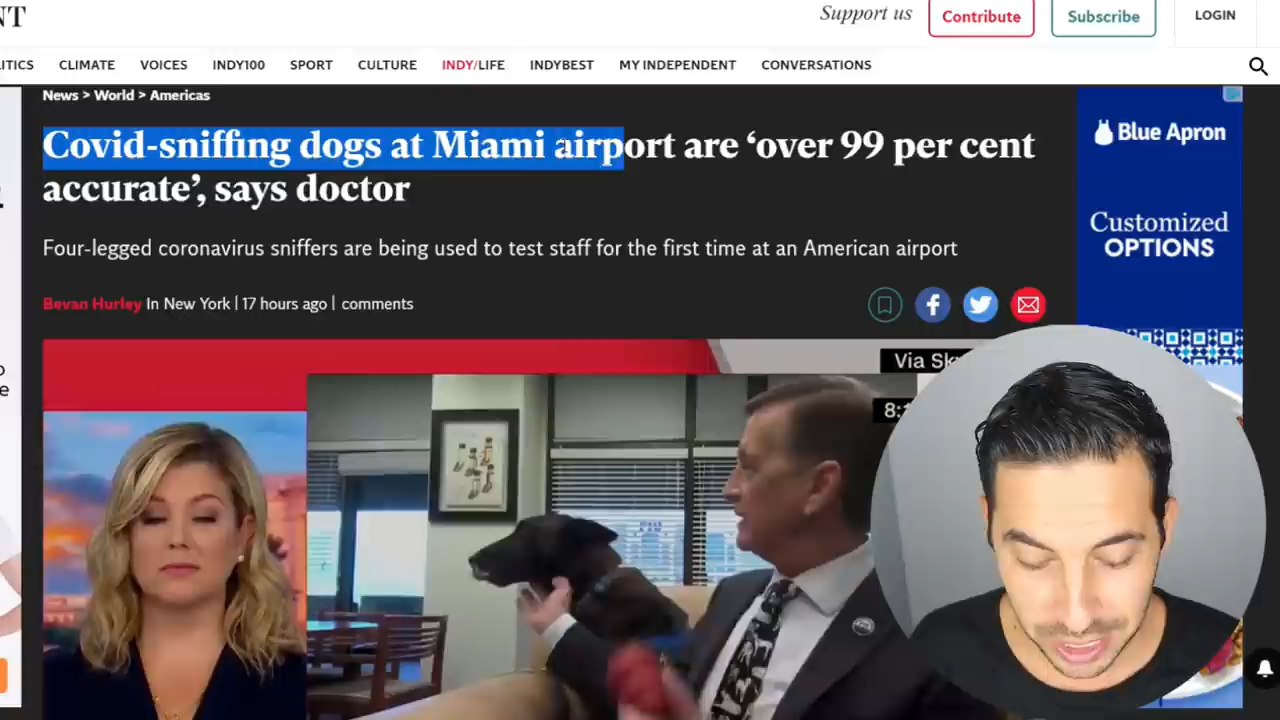 NT
Support us
Contribute
Subscribe
LOGIN
ITICS CLIMATE VOICES INDY100 SPORT CULTURE INDY/LIFE INDYBEST MY INDEPENDENT CONVERSATIONS
News > World > Americas
Covid-sniffing dogs at Miami airport are ‘over 99 per cent
accurate’, says doctor
Four-legged coronavirus sniffers are being used to test staff for the first time at an American airport
Bevan Hurley In New York | 17 hours ago | comments
Blue Apron
Customized
OPTIONS
Via Sk
8: